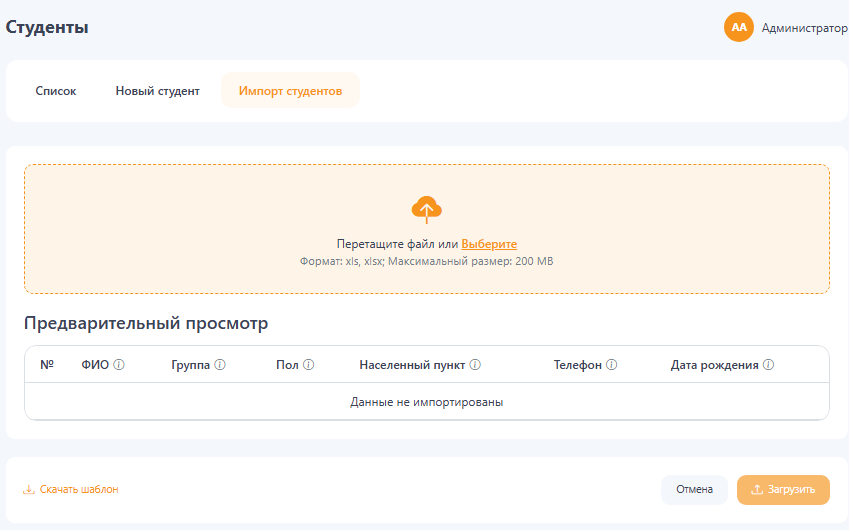 Студенты
АА Администратор
Список Новый студент Импорт студентов
Перетащите файл или Выберите
Формат: xls, xlsx; Максимальный размер: 200 MB
Предварительный просмотр
№ ФИО Группа Пол Населенный пункт Телефон Дата рождения
Данные не импортированы
Скачать шаблон Отмена Загрузить